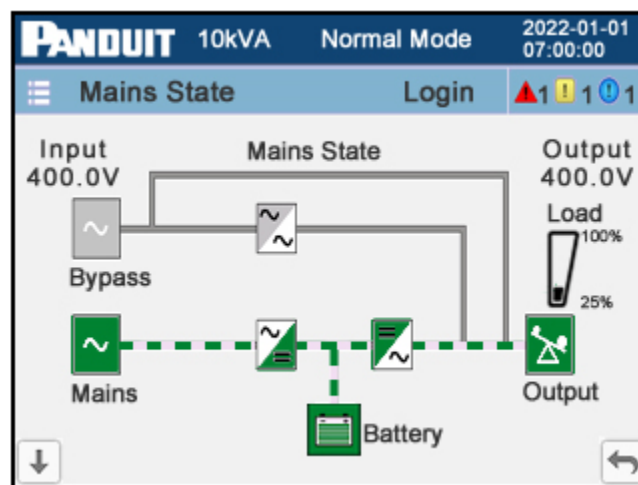 PANDUIT 10kVA Normal Mode 2022-01-01
07:00:00
Mains State Login 1 1 1
Input Mains State Output
400.0V 400.0V
Load
100%
25%
Bypass
Mains Output
Battery